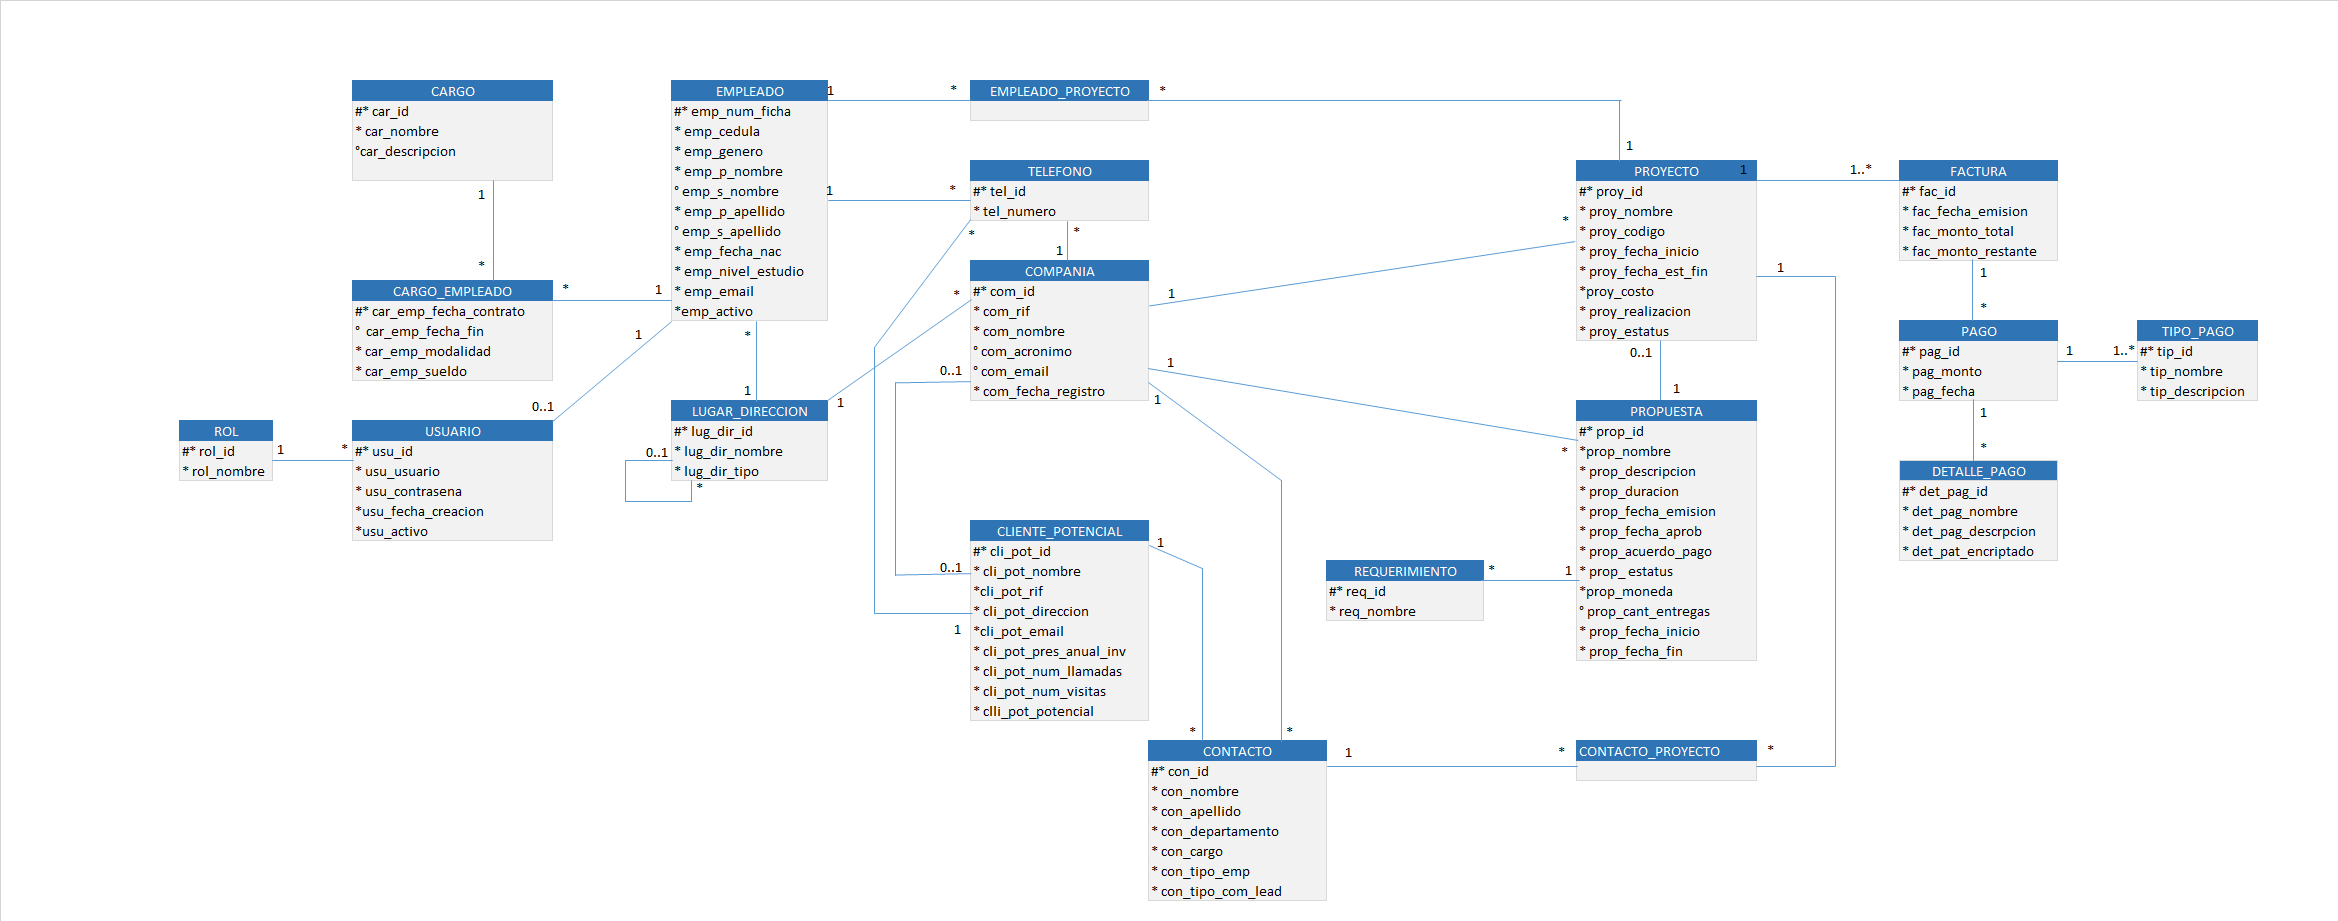 CARGO
#* car_id
* car_nombre
°car_descripcion
1
*
CARGO_EMPLEADO
#* car_emp_fecha_contrato
° car_emp_fecha_fin
* car_emp_modalidad
* car_emp_sueldo
*
1
1
0..1
ROL
#* rol_id
* rol_nombre
1
*
USUARIO
#* usu_id
* usu_usuario
* usu_contrasena
*usu_fecha_creacion
*usu_activo
EMPLEADO
#* emp_num_ficha
* emp_cedula
* emp_genero
* emp_p_nombre
° emp_s_nombre
* emp_p_apellido
° emp_s_apellido
* emp_fecha_nac
* emp_nivel_estudio
* emp_email
*emp_activo
1
*
1
*
*
1
LUGAR_DIRECCION
#* lug_dir_id
* lug_dir_nombre
* lug_dir_tipo
0..1
*
1
*
EMPLEADO_PROYECTO
*
1
TELEFONO
#* tel_id
* tel_numero
*
*
1
COMPANIA
#* com_id
* com_rif
* com_nombre
° com_acronimo
° com_email
* com_fecha_registro
0..1
1
*
1
*
1
CLIENTE_POTENCIAL
#* cli_pot_id
* cli_pot_nombre
*cli_pot_rif
* cli_pot_direccion
*cli_pot_email
* cli_pot_pres_anual_inv
* cli_pot_num_llamadas
* cli_pot_num_visitas
* clli_pot_potencial
0..1
1
1
*
*
CONTACTO
#* con_id
* con_nombre
* con_apellido
* con_departamento
* con_cargo
* con_tipo_emp
* con_tipo_com_lead
1
*
CONTACTO_PROYECTO
*
1
PROYECTO
#* proy_id
* proy_nombre
* proy_codigo
* proy_fecha_inicio
* proy_fecha_est_fin
*proy_costo
* proy_realizacion
* proy_estatus
0..1
1
PROPUESTA
#* prop_id
*prop_nombre
* prop_descripcion
* prop_duracion
* prop_fecha_emision
* prop_fecha_aprob
* prop_acuerdo_pago
* prop_ estatus
*prop_moneda
° prop_cant_entregas
* prop_fecha_inicio
* prop_fecha_fin
REQUERIMIENTO
#* req_id
* req_nombre
*
1
1
1..*
FACTURA
#* fac_id
* fac_fecha_emision
* fac_monto_total
* fac_monto_restante
1
*
PAGO
#* pag_id
* pag_monto
* pag_fecha
1
1..*
TIPO_PAGO
#* tip_id
* tip_nombre
* tip_descripcion
1
*
DETALLE_PAGO
#* det_pag_id
* det_pag_nombre
* det_pag_descrpcion
* det_pat_encriptado